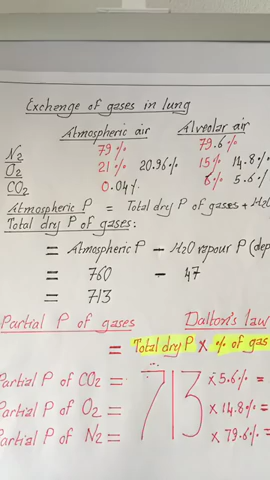 Exchange of gases in lung
Atmospheric air Alveolar air
N2 79% 79.6%
O2 21% 20.96% 15% 14.8%
CO2 0.04% 6% 5.6%
Atmospheric P = Total dry P of gases + H2O
Total dry P of gases:
= Atmospheric P - H2O vapour P (dep
= 760 - 47
= 713
Partial P of gases Dalton's law
= Total dry P x % of gas
Partial P of CO2 = 713 x 5.6% =
Partial P of O2 = x 14.8% =
Partial P of N2 = x 79.6% =